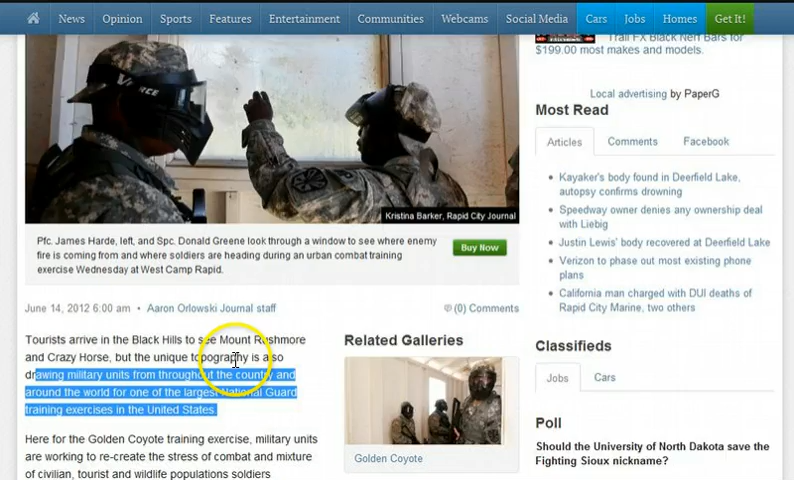 News Opinion Sports Features Entertainment Communities Webcams Social Media Cars Jobs Homes Get It!
Trail FX Black Nerf Bars for
$199.00 most makes and models.
Local advertising by PaperG
Most Read
Articles Comments Facebook
Kayaker's body found in Deerfield Lake,
autopsy confirms drowning
Speedway owner denies any ownership deal
with Liebig
Justin Lewis' body recovered at Deerfield Lake
Verizon to phase out most existing phone
plans
California man charged with DUI deaths of
Rapid City Marine, two others
Kristina Barker, Rapid City Journal
Pfc. James Harde, left, and Spc. Donald Greene look through a window to see where enemy
fire is coming from and where soldiers are heading during an urban combat training
exercise Wednesday at West Camp Rapid.
Buy Now
June 14, 2012 6:00 am • Aaron Orlowski Journal staff
(0) Comments
Tourists arrive in the Black Hills to see Mount Rushmore
and Crazy Horse, but the unique topography is also
drawing military units from throughout the country and
around the world for one of the largest National Guard
training exercises in the United States.
Here for the Golden Coyote training exercise, military units
are working to re-create the stress of combat and mixture
of civilian, tourist and wildlife populations soldiers
Related Galleries
Golden Coyote
Classifieds
Jobs Cars
Poll
Should the University of North Dakota save the
Fighting Sioux nickname?